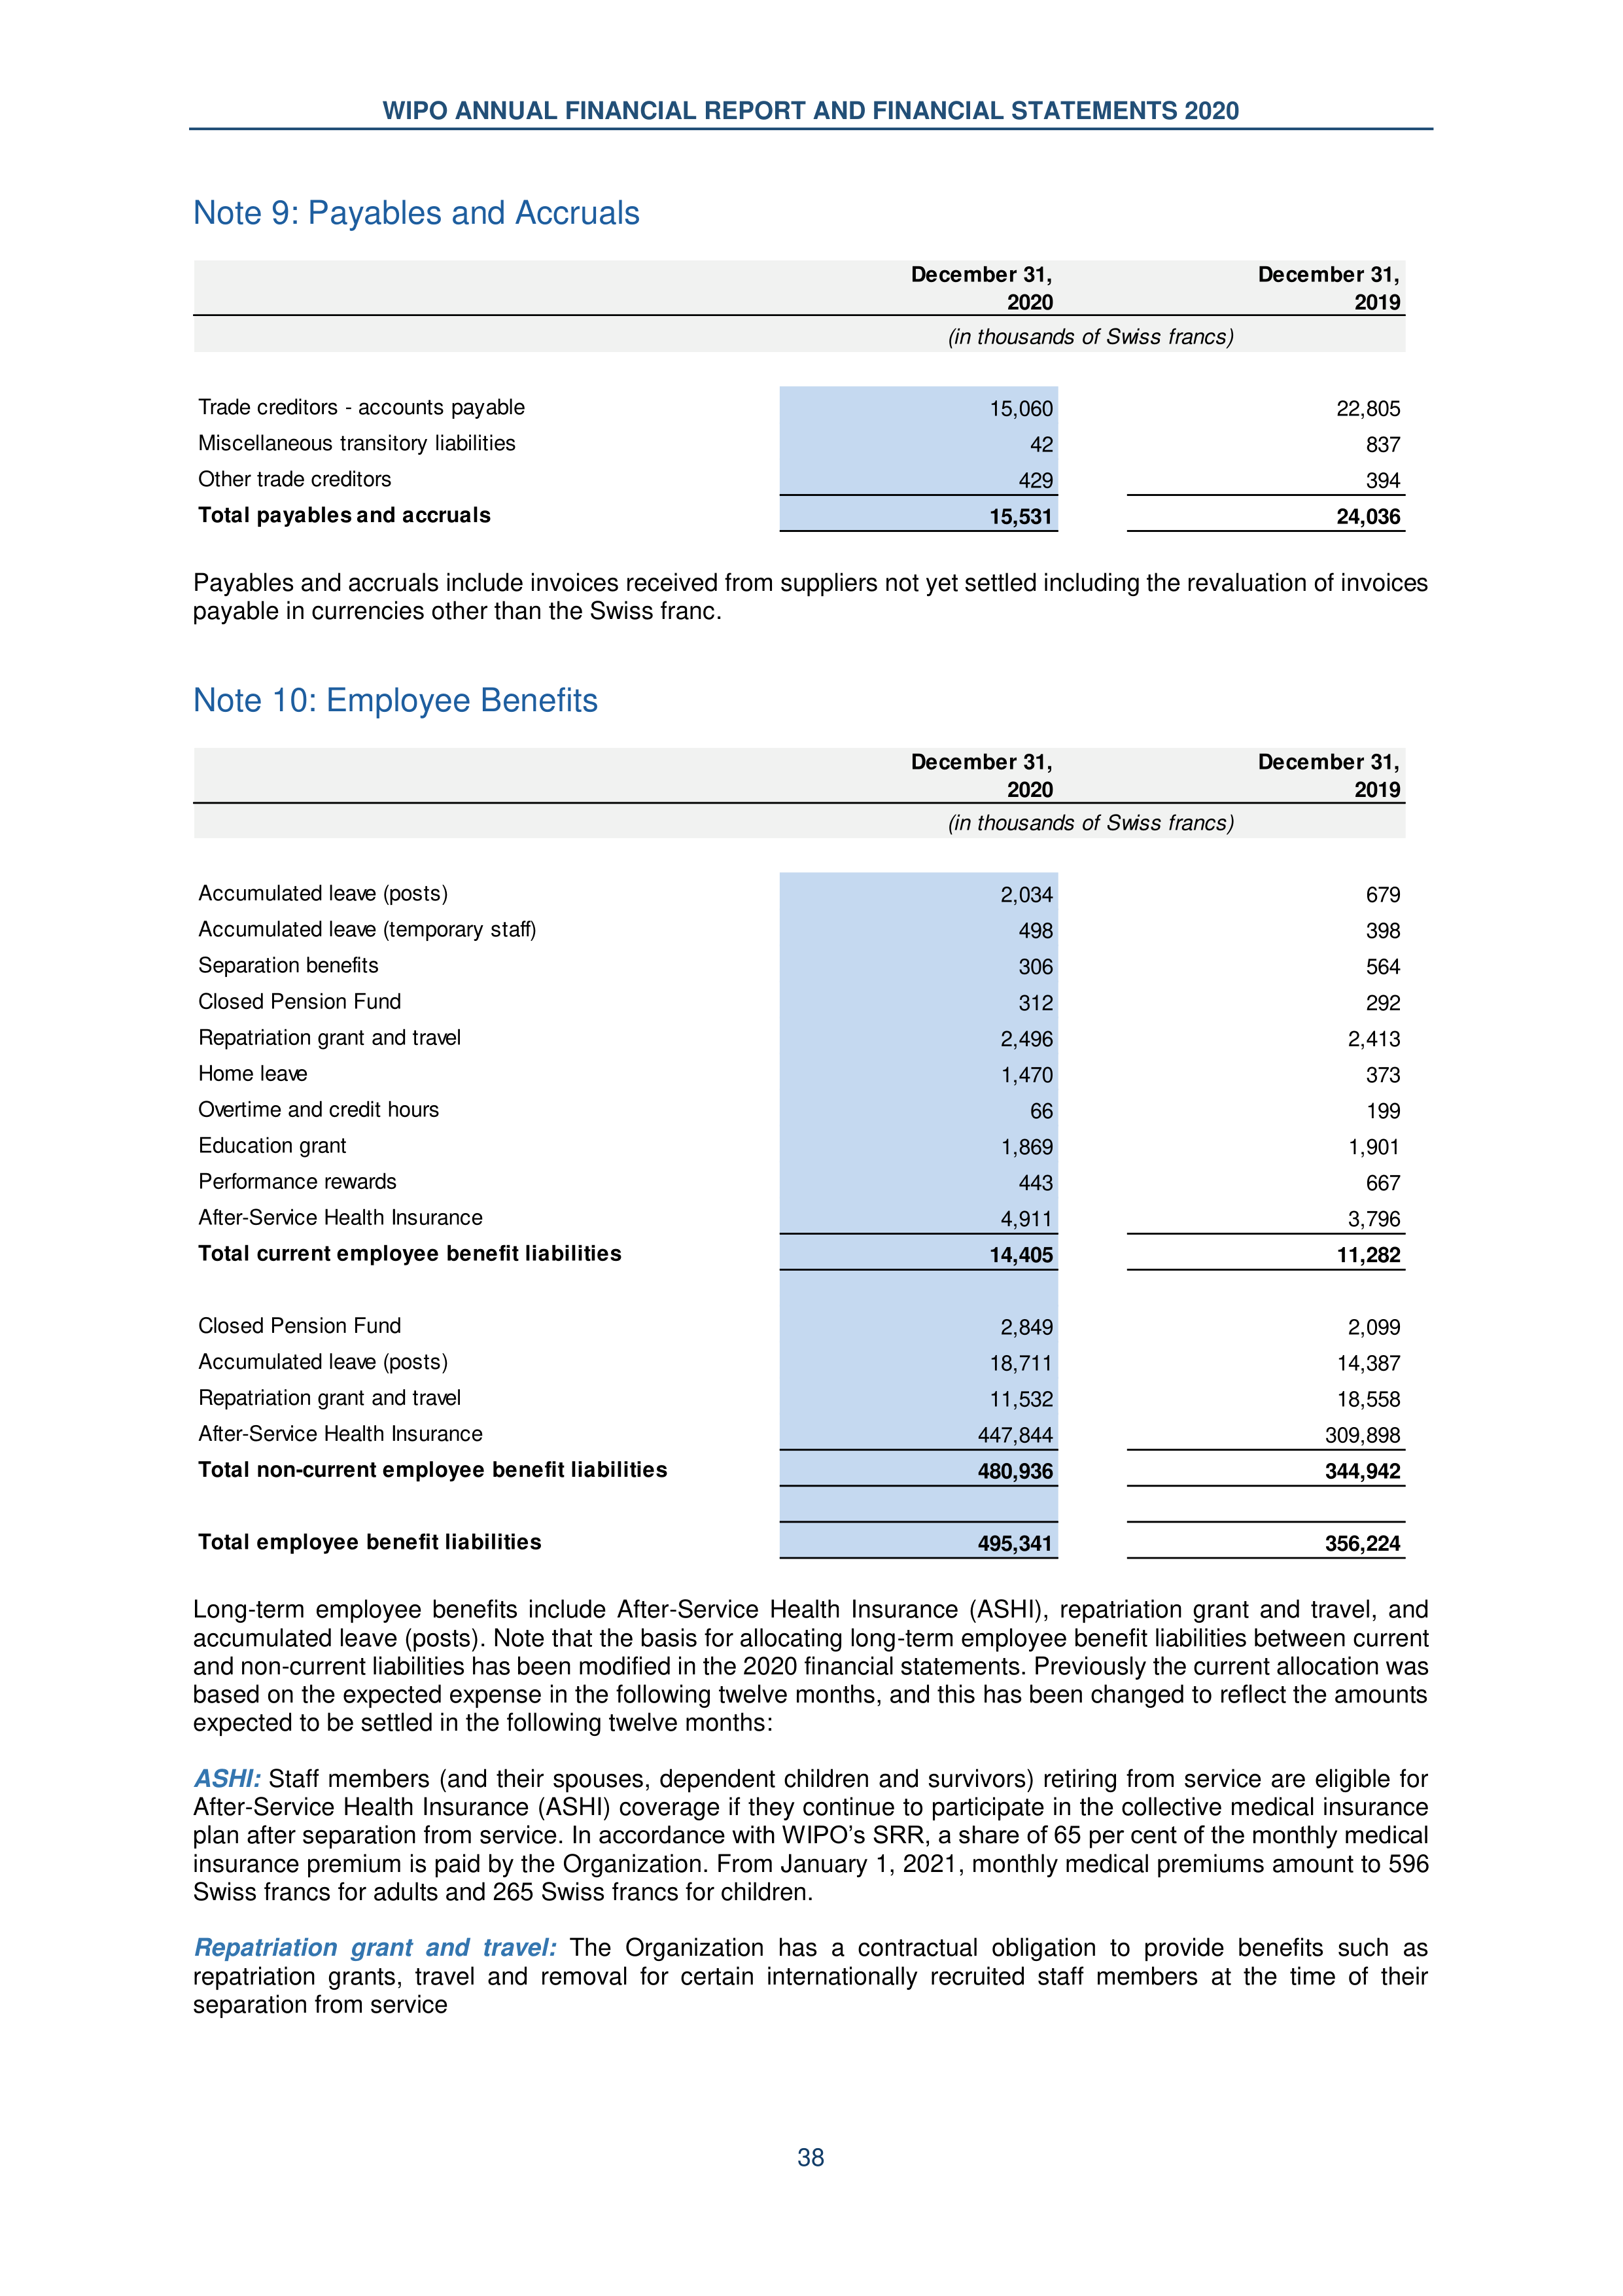 WIPO ANNUAL FINANCIAL REPORT AND FINANCIAL STATEMENTS 2020
Note 9: Payables and Accruals
December 31, December 31,
2020 2019
(in thousands of Swiss francs)
Trade creditors - accounts payable 15,060 22,805
Miscellaneous transitory liabilities 42 837
Other trade creditors 429 394
Total payables and accruals 15,531 24,036
Payables and accruals include invoices received from suppliers not yet settled including the revaluation of invoices
payable in currencies other than the Swiss franc.
Note 10: Employee Benefits
December 31, December 31,
2020 2019
(in thousands of Swiss francs)
Accumulated leave (posts) 2,034 679
Accumulated leave (temporary staff) 498 398
Separation benefits 306 564
Closed Pension Fund 312 292
Repatriation grant and travel 2,496 2,413
Home leave 1,470 373
Overtime and credit hours 66 199
Education grant 1,869 1,901
Performance rewards 443 667
After-Service Health Insurance 4,911 3,796
Total current employee benefit liabilities 14,405 11,282
Closed Pension Fund 2,849 2,099
Accumulated leave (posts) 18,711 14,387
Repatriation grant and travel 11,532 18,558
After-Service Health Insurance 447,844 309,898
Total non-current employee benefit liabilities 480,936 344,942
Total employee benefit liabilities 495,341 356,224
Long-term employee benefits include After-Service Health Insurance (ASHI), repatriation grant and travel, and
accumulated leave (posts). Note that the basis for allocating long-term employee benefit liabilities between current
and non-current liabilities has been modified in the 2020 financial statements. Previously the current allocation was
based on the expected expense in the following twelve months, and this has been changed to reflect the amounts
expected to be settled in the following twelve months:
ASHI: Staff members (and their spouses, dependent children and survivors) retiring from service are eligible for
After-Service Health Insurance (ASHI) coverage if they continue to participate in the collective medical insurance
plan after separation from service. In accordance with WIPO's SRR, a share of 65 per cent of the monthly medical
insurance premium is paid by the Organization. From January 1, 2021, monthly medical premiums amount to 596
Swiss francs for adults and 265 Swiss francs for children.
Repatriation grant and travel: The Organization has a contractual obligation to provide benefits such as
repatriation grants, travel and removal for certain internationally recruited staff members at the time of their
separation from service
38